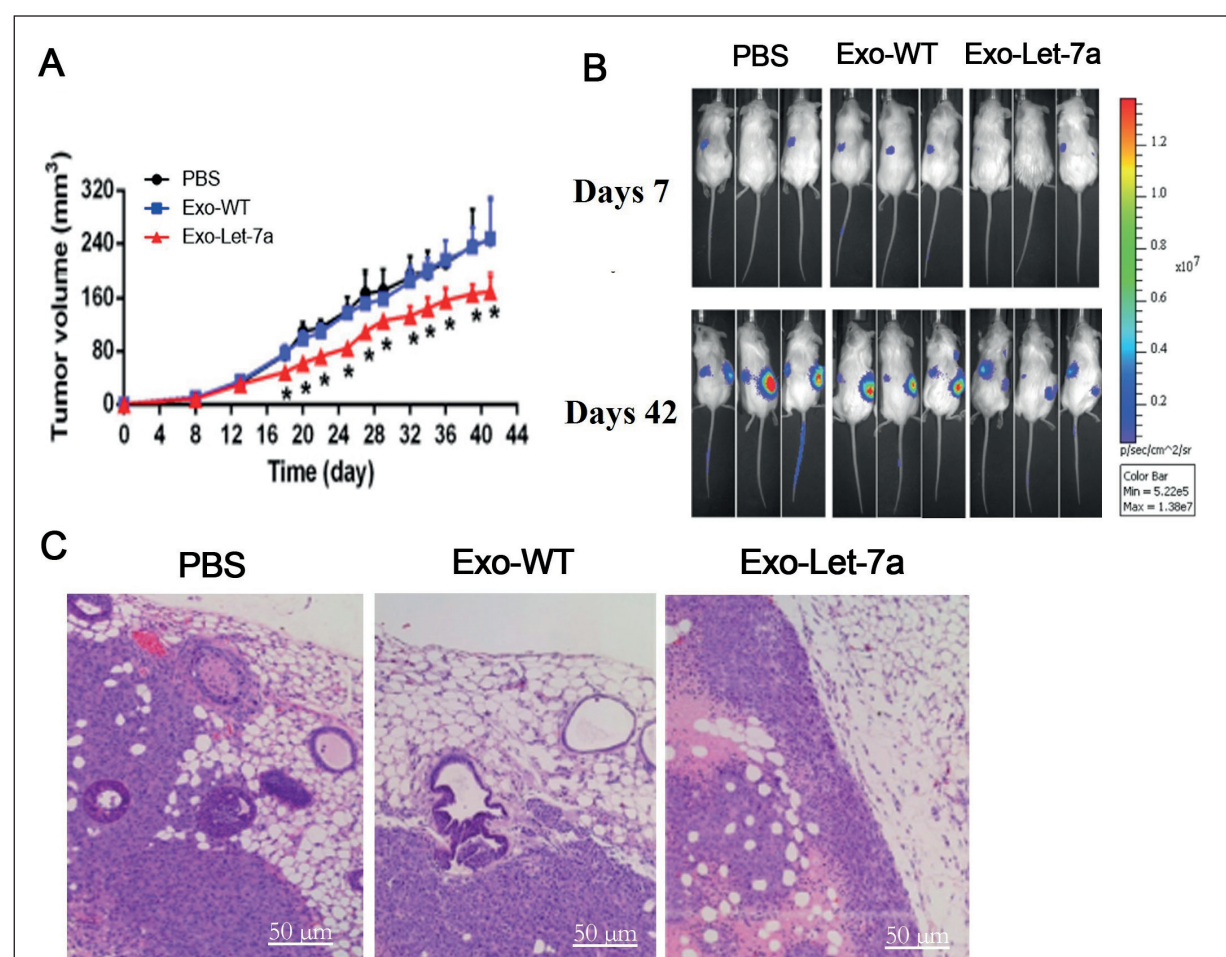 A
Tumor volume (mm³)
320
240
160
80
0
PBS
Exo-WT
Exo-Let-7a
* * * * * * * * * * *
0 4 8 12 16 20 24 28 32 36 40 44
Time (day)
B
PBS Exo-WT Exo-Let-7a
Days 7
Days 42
1.2
1.0
0.8
x10⁷
0.6
0.4
0.2
p/sec/cm^2/sr
Color Bar
Min = 5.22e5
Max = 1.38e7
C
PBS Exo-WT Exo-Let-7a
50 µm 50 µm 50 µm